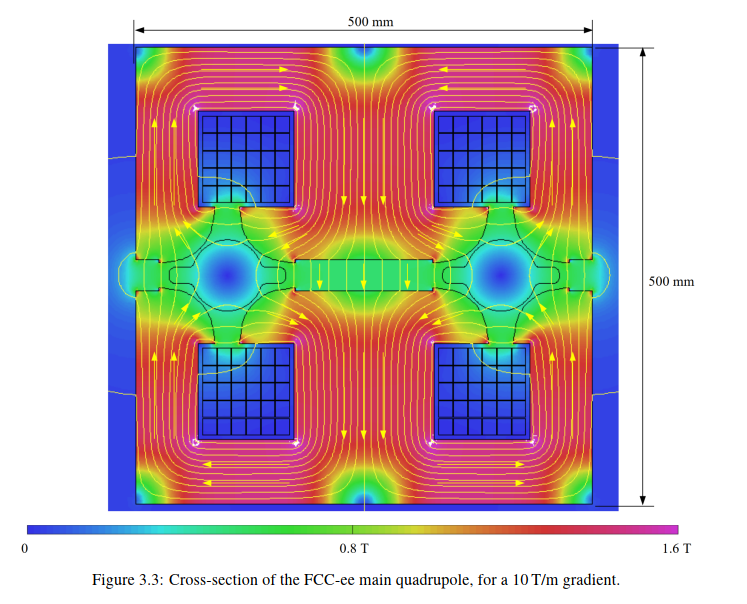 500 mm
500 mm
0
0.8 T
1.6 T
Figure 3.3: Cross-section of the FCC-ee main quadrupole, for a 10 T/m gradient.